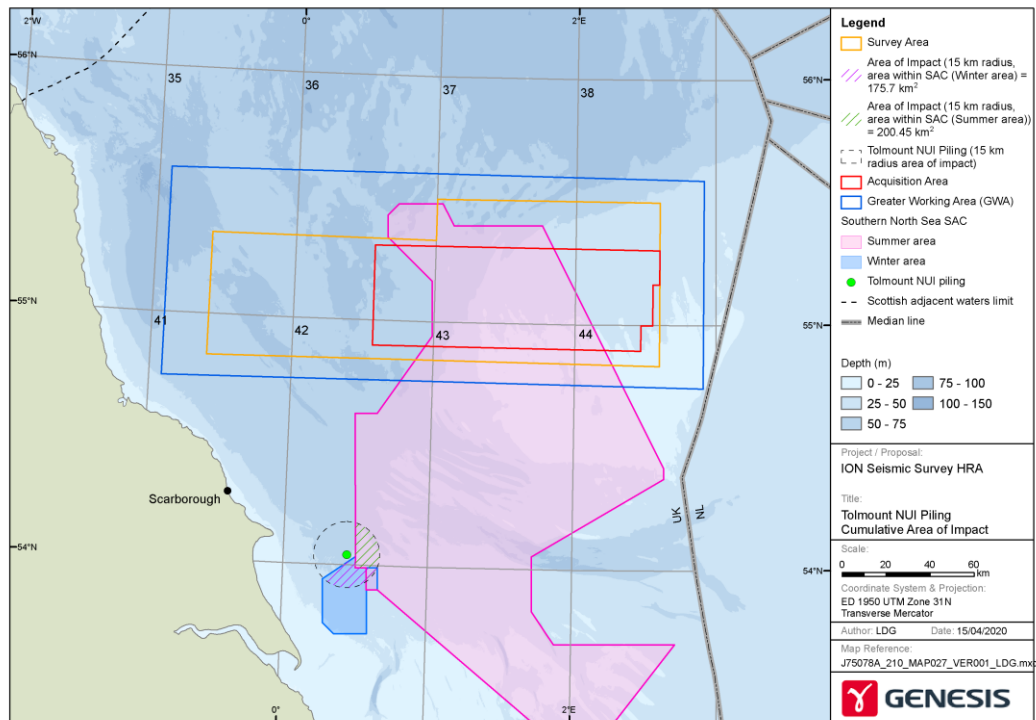 2°W
0°
2°E
56°N
56°N
35
36
37
38
55°N
55°N
41
42
43
44
Scarborough
UK
NL
54°N
54°N
0°
2°E
Legend
Survey Area
Area of Impact (15 km radius,
area within SAC (Winter area) =
175.7 km²
Area of Impact (15 km radius,
area within SAC (Summer area))
= 200.45 km²
Tolmount NUI Piling (15 km
radius area of impact)
Acquisition Area
Greater Working Area (GWA)
Southern North Sea SAC
Summer area
Winter area
Tolmount NUI piling
Scottish adjacent waters limit
Median line
Depth (m)
0 - 25
75 - 100
25 - 50
100 - 150
50 - 75
Project / Proposal:
ION Seismic Survey HRA
Title:
Tolmount NUI Piling
Cumulative Area of Impact
Scale:
0 20 40 60
km
Coordinate System & Projection:
ED 1950 UTM Zone 31N
Transverse Mercator
Author: LDG Date: 15/04/2020
Map Reference:
J75078A_210_MAP027_VER001_LDG.mxd
GENESIS